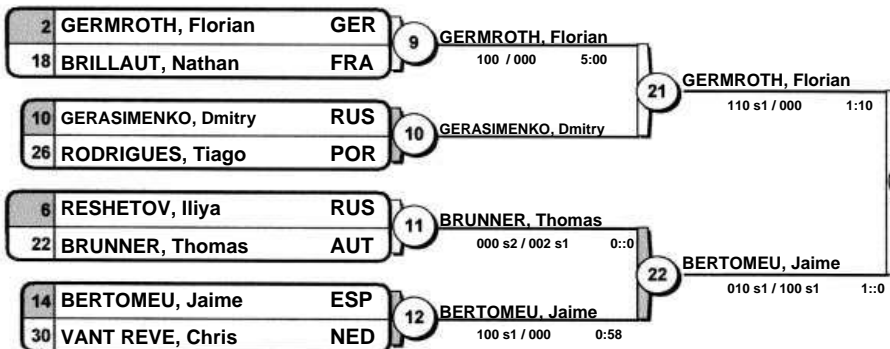 2 GERMROTH, Florian GER
18 BRILLAUT, Nathan FRA
9
GERMROTH, Florian
100 / 000 5:00
10 GERASIMENKO, Dmitry RUS
26 RODRIGUES, Tiago POR
10
GERASIMENKO, Dmitry
21
GERMROTH, Florian
110 s1 / 000 1:10
6 RESHETOV, Iliya RUS
22 BRUNNER, Thomas AUT
11
BRUNNER, Thomas
000 s2 / 002 s1 0::0
14 BERTOMEU, Jaime ESP
30 VANT REVE, Chris NED
12
BERTOMEU, Jaime
100 s1 / 000 0:58
22
BERTOMEU, Jaime
010 s1 / 100 s1 1::0